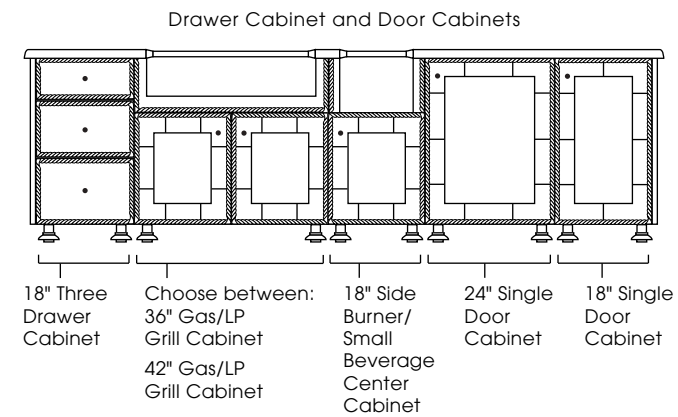 Drawer Cabinet and Door Cabinets
18" Three
Drawer
Cabinet
Choose between:
36" Gas/LP
Grill Cabinet
42" Gas/LP
Grill Cabinet
18" Side
Burner/
Small
Beverage
Center
Cabinet
24" Single
Door
Cabinet
18" Single
Door
Cabinet